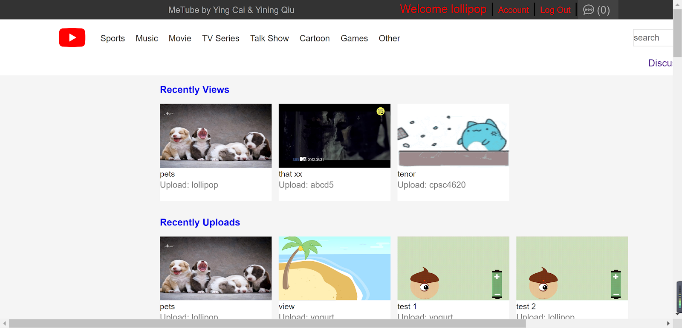 MeTube by Ying Cai & Yining Qiu Welcome lollipop Account Log Out (0)
Sports Music Movie TV Series Talk Show Cartoon Games Other search
Discu
Recently Views
pets that xx tenor
Upload: lollipop Upload: abcd5 Upload: cpsc4620
Recently Uploads
pets view test 1 test 2
Upload: lollipop Upload: yogurt Upload: yogurt Upload: lollipop